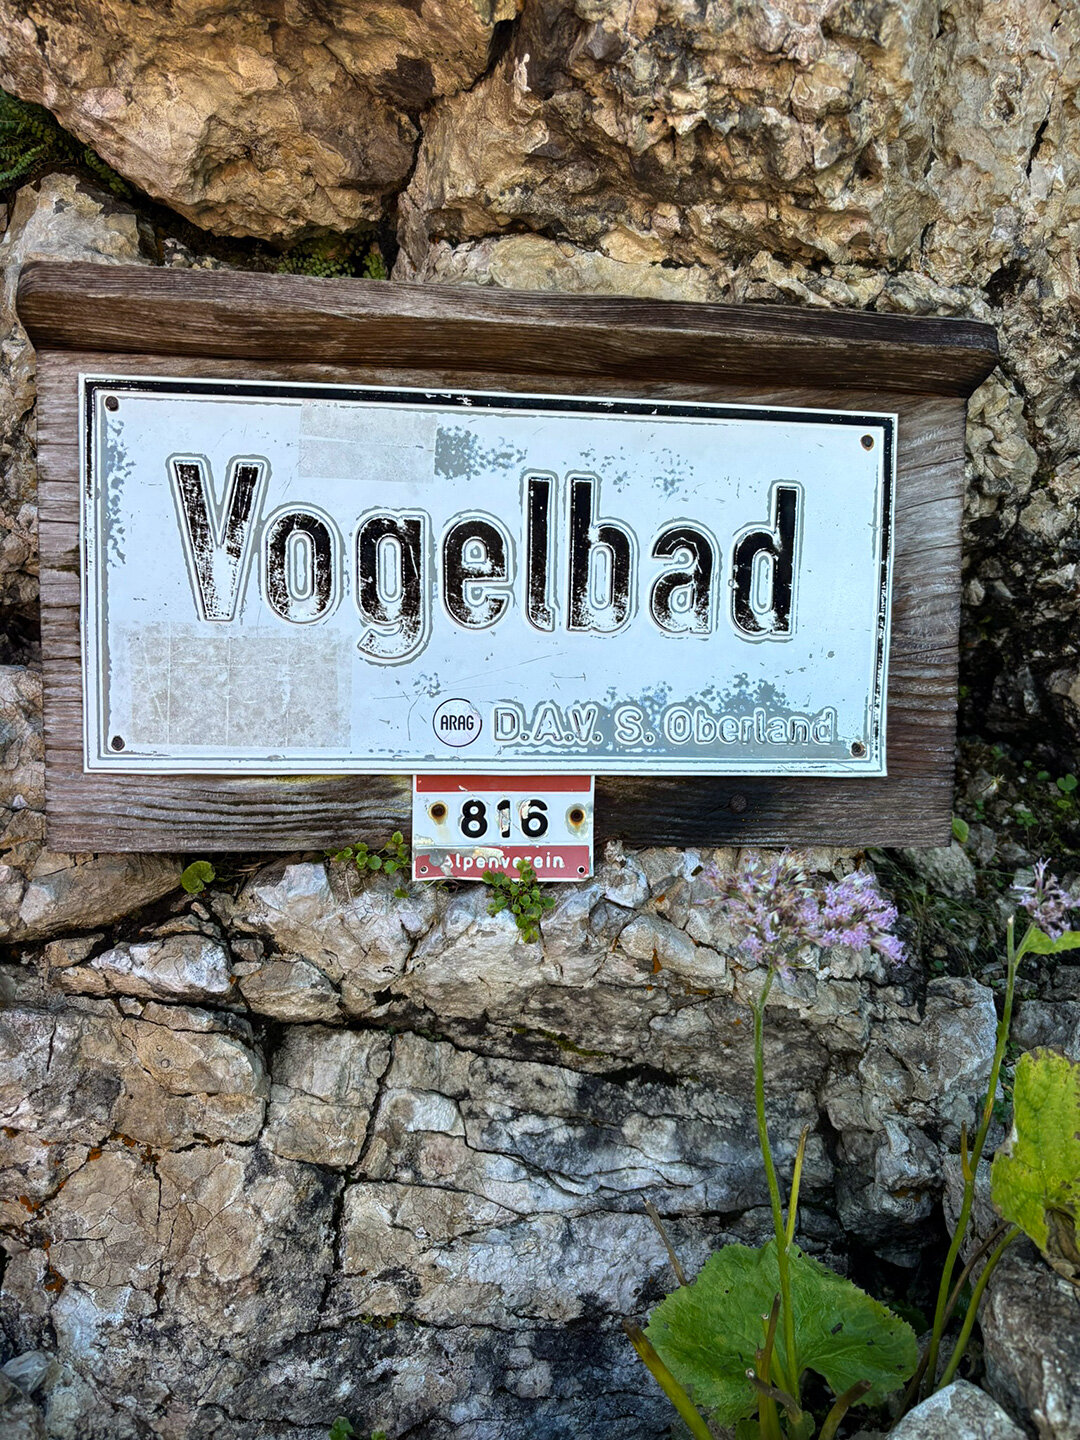 Vogelbad
ARAG D.A.V. S. Oberland
816
Alpenverein